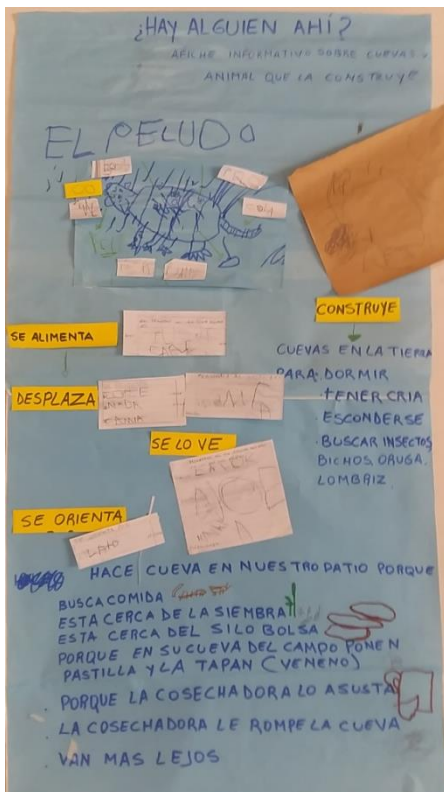 ¿HAY ALGUIEN AHÍ?
AFICHE INFORMATIVO SOBRE CUEVAS Y
ANIMAL QUE LA CONSTRUYE
EL PELUDO
CONSTRUYE
CUEVAS EN LA TIERRA
PARA: DORMIR
TENER CRIA
ESCONDERSE
BUSCAR INSECTOS
BICHOS, ORUGA.
LOMBRIZ.
SE ALIMENTA
DESPLAZA
SE LO VE
SE ORIENTA
HACE CUEVA EN NUESTRO PATIO PORQUE
BUSCA COMIDA
ESTA CERCA DE LA SIEMBRA
ESTA CERCA DEL SILO BOLSA
PORQUE EN SU CUEVA DEL CAMPO PONEN
PASTILLA Y LA TAPAN (VENENO)
. PORQUE LA COSECHADORA LO ASUSTA
. LA COSECHADORA LE ROMPE LA CUEVA
. VAN MAS LEJOS